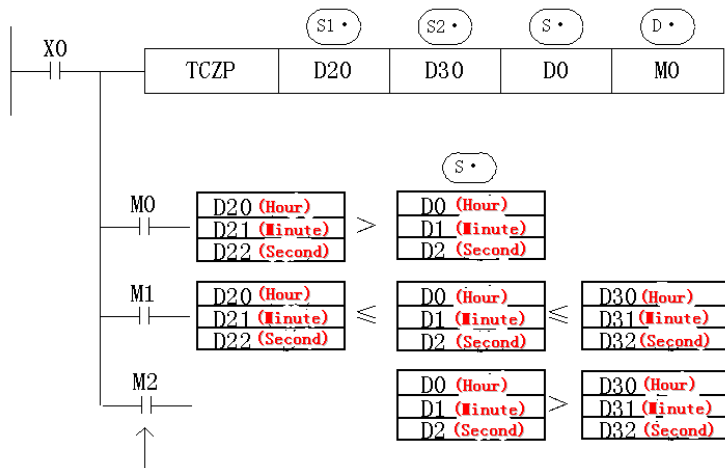 S1· S2· S· D·
X0
TCZP D20 D30 D0 M0
S·
M0
D20 (Hour) > D0 (Hour)
D21 (Minute) D1 (Minute)
D22 (Second) D2 (Second)
M1
D20 (Hour) ≤ D0 (Hour) ≤ D30 (Hour)
D21 (Minute) D1 (Minute) D31 (Minute)
D22 (Second) D2 (Second) D32 (Second)
M2
D0 (Hour) > D30 (Hour)
D1 (Minute) D31 (Minute)
D2 (Second) D32 (Second)